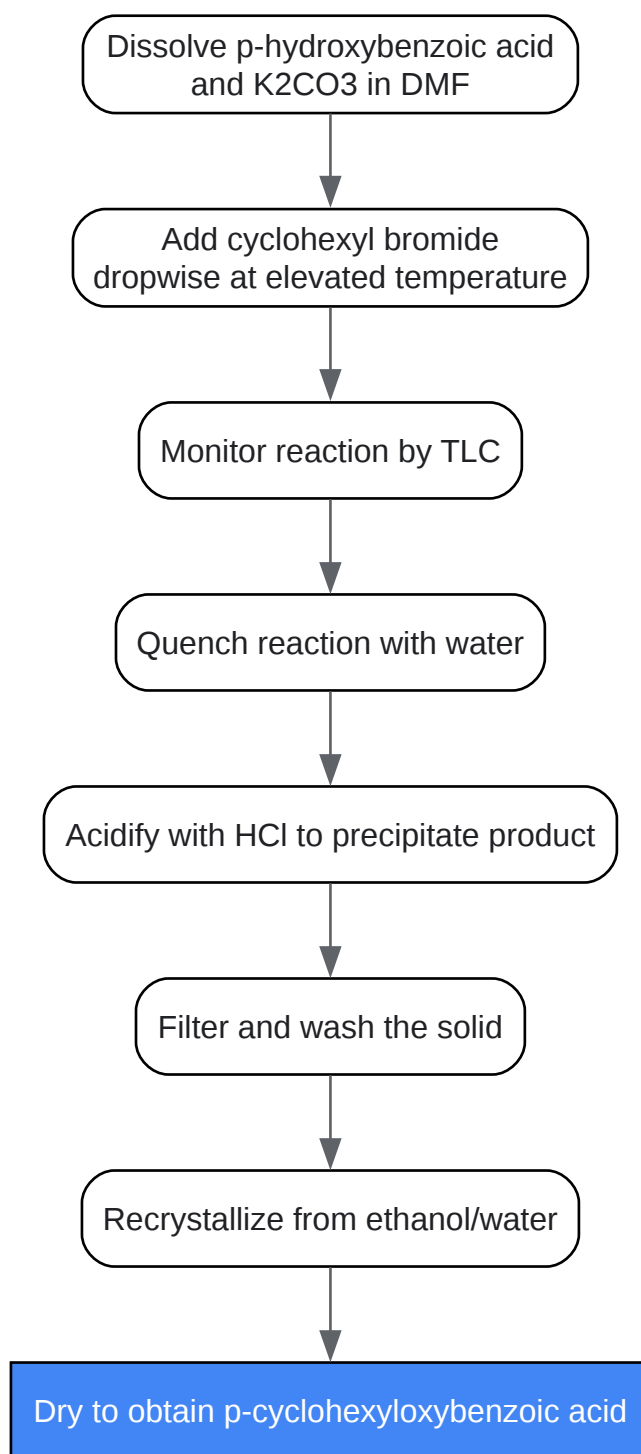 Dissolve p-hydroxybenzoic acid
and K2CO3 in DMF
Add cyclohexyl bromide
dropwise at elevated temperature
Monitor reaction by TLC
Quench reaction with water
Acidify with HCl to precipitate product
Filter and wash the solid
Recrystallize from ethanol/water
Dry to obtain p-cyclohexyloxybenzoic acid